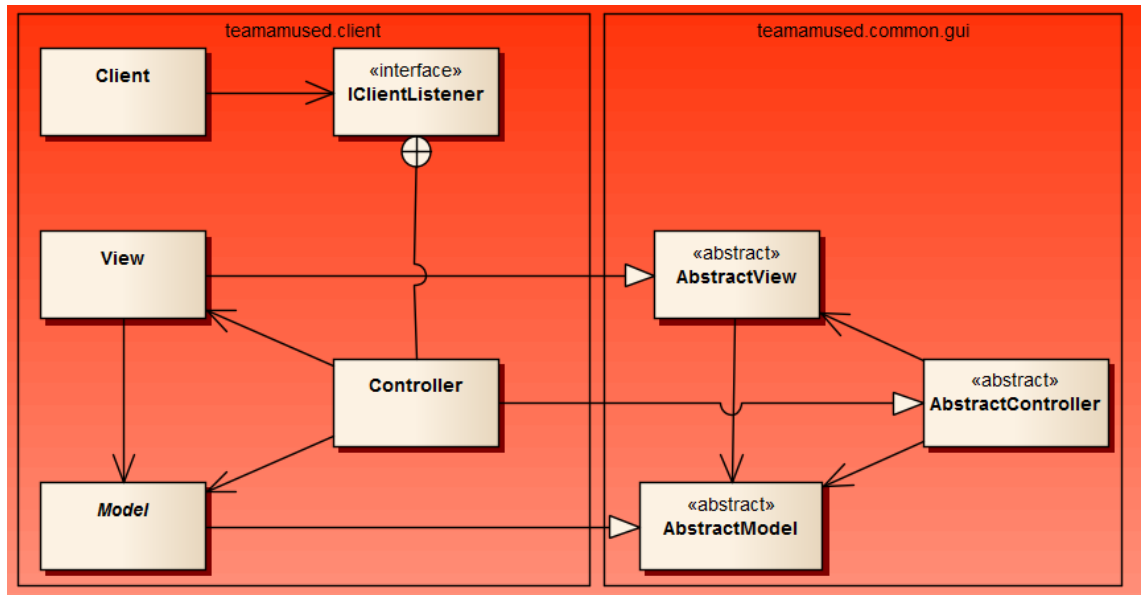 teamamused.client
Client
«interface»
IClientListener
View
Controller
Model
teamamused.common.gui
«abstract»
AbstractView
«abstract»
AbstractController
«abstract»
AbstractModel